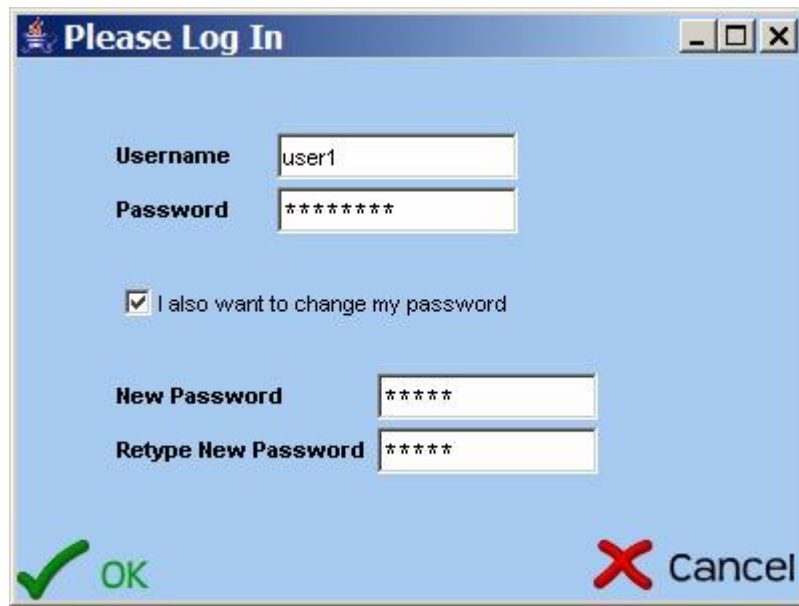 Please Log In
Username user1
Password ********
I also want to change my password
New Password *****
Retype New Password *****
OK Cancel